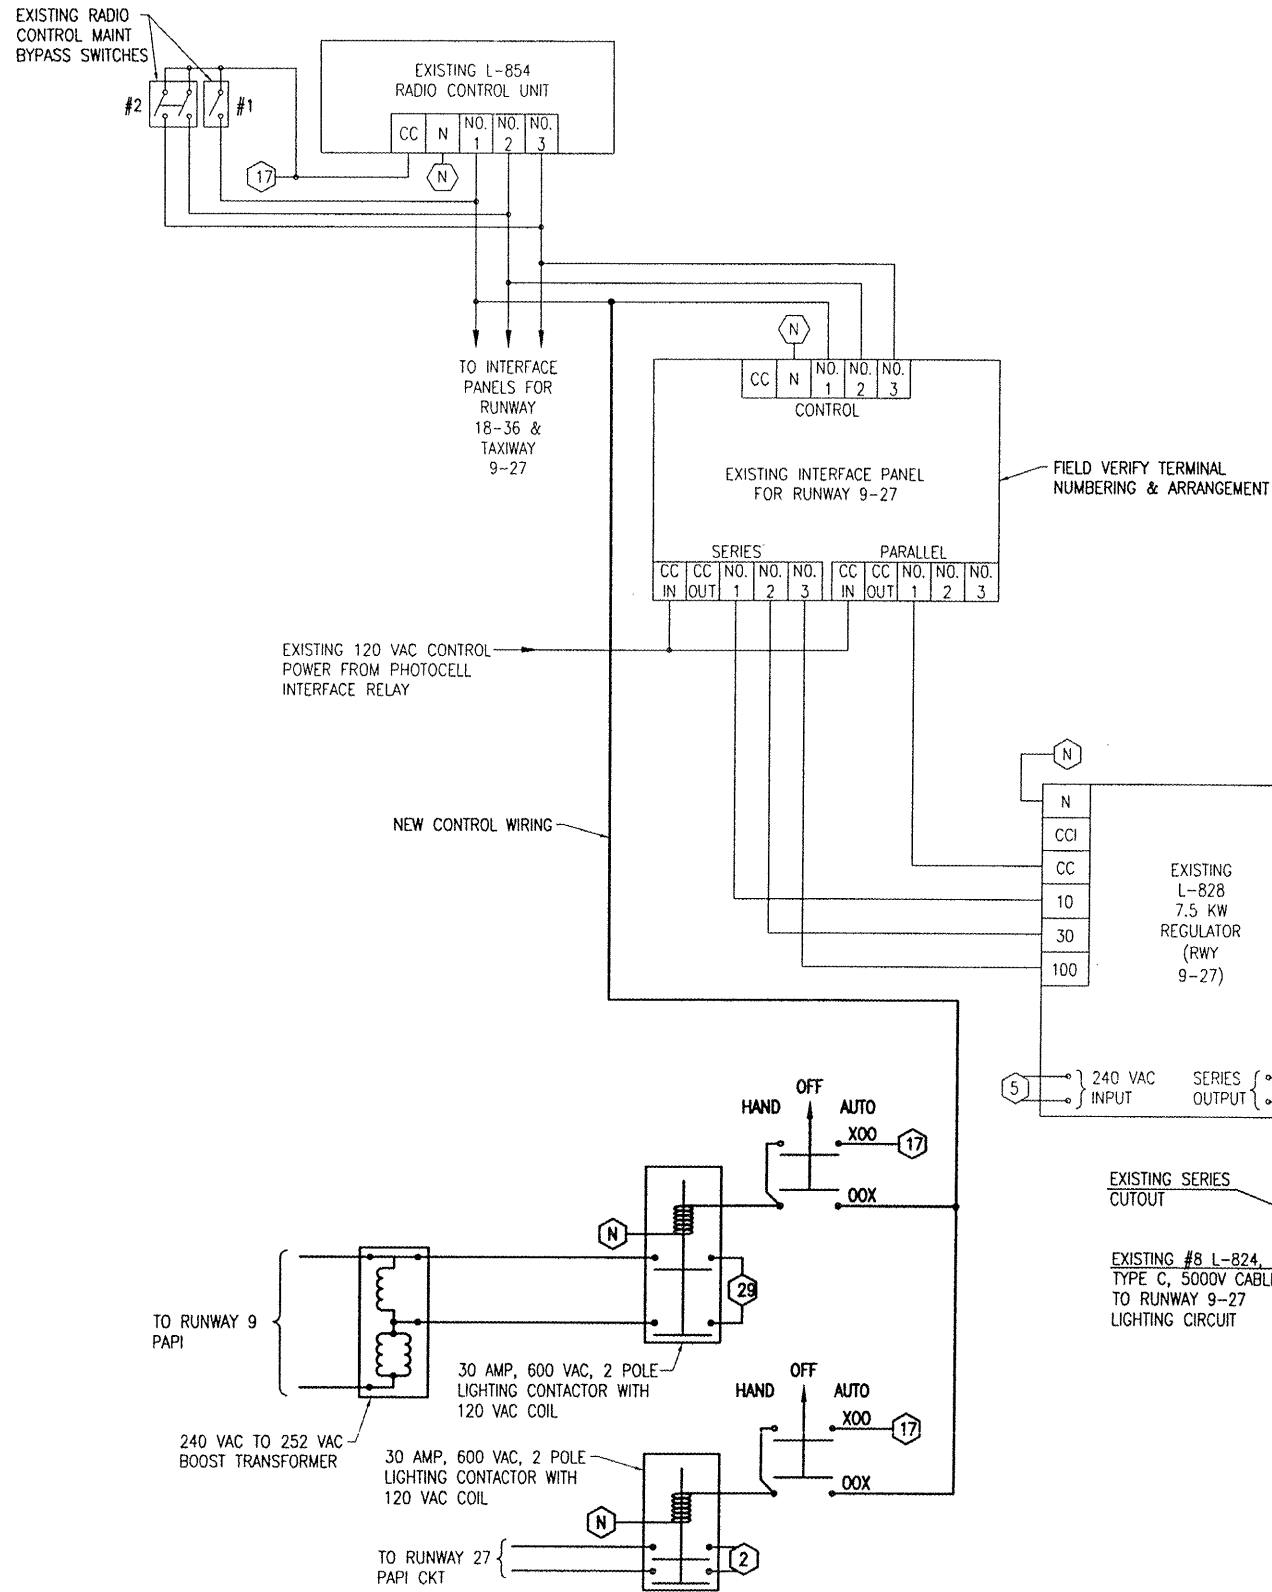 EXISTING RADIO
CONTROL MAINT
BYPASS SWITCHES
#2
#1
EXISTING L-854
RADIO CONTROL UNIT
CC
N
NO. 1
NO. 2
NO. 3
17
N
TO INTERFACE
PANELS FOR
RUNWAY
18-36 &
TAXIWAY
9-27
N
CC
N
NO. 1
NO. 2
NO. 3
CONTROL
EXISTING INTERFACE PANEL
FOR RUNWAY 9-27
FIELD VERIFY TERMINAL
NUMBERING & ARRANGEMENT
SERIES
PARALLEL
CC IN
CC OUT
NO. 1
NO. 2
NO. 3
CC IN
CC OUT
NO. 1
NO. 2
NO. 3
EXISTING 120 VAC CONTROL
POWER FROM PHOTOCELL
INTERFACE RELAY
N
N
CCI
CC
10
30
100
EXISTING
L-828
7.5 KW
REGULATOR
(RWY
9-27)
NEW CONTROL WIRING
5
240 VAC
INPUT
SERIES
OUTPUT
OFF
HAND
AUTO
XOO
17
OOX
EXISTING SERIES
CUTOUT
N
29
EXISTING #8 L-824,
TYPE C, 5000V CABLE
TO RUNWAY 9-27
LIGHTING CIRCUIT
TO RUNWAY 9
PAPI
30 AMP, 600 VAC, 2 POLE
LIGHTING CONTACTOR WITH
120 VAC COIL
240 VAC TO 252 VAC
BOOST TRANSFORMER
OFF
HAND
AUTO
XOO
17
OOX
30 AMP, 600 VAC, 2 POLE
LIGHTING CONTACTOR WITH
120 VAC COIL
N
2
TO RUNWAY 27
PAPI CKT